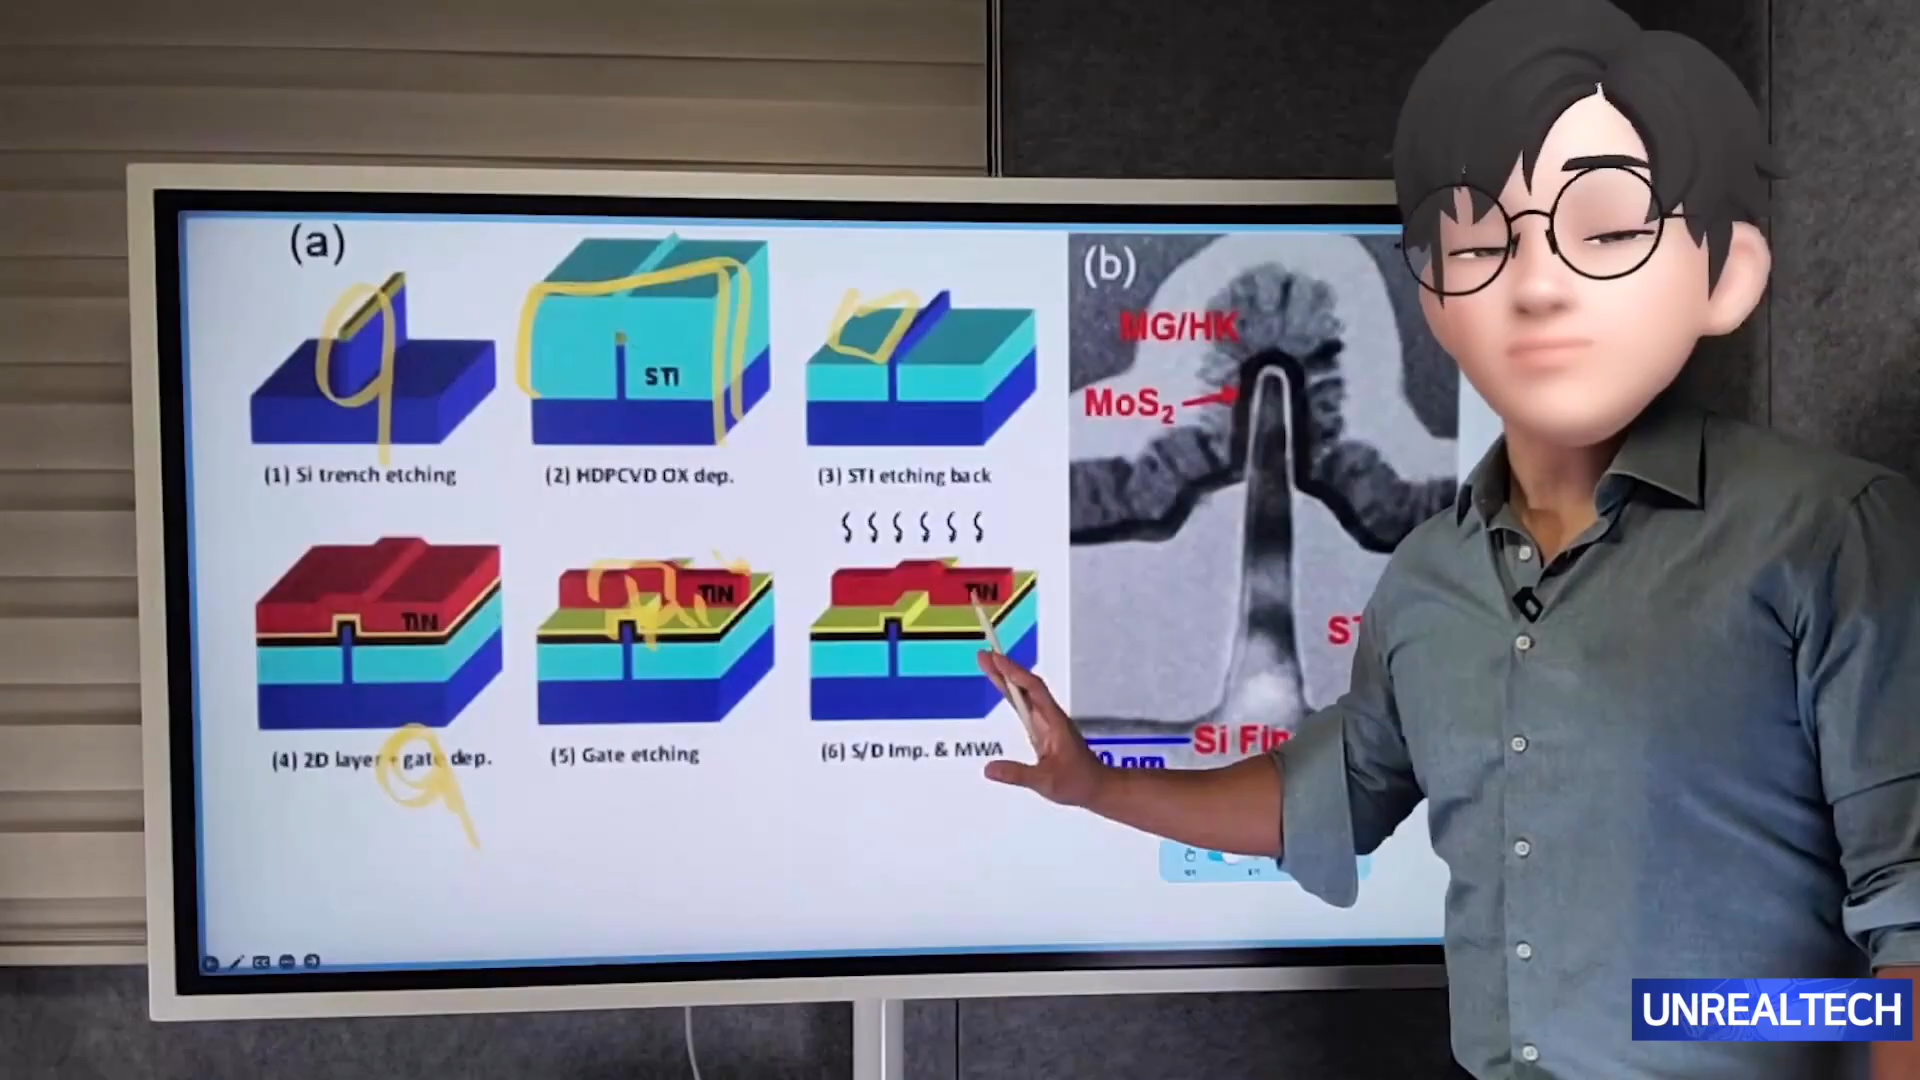 (a)
STI
(1) Si trench etching
(2) HDPCVD OX dep.
(3) STI etching back
TiN
TiN
TiN
(4) 2D layer + gate dep.
(5) Gate etching
(6) S/D Imp. & MWA
(b)
MG/HK
MoS2
Si Fin
UNREALTECH